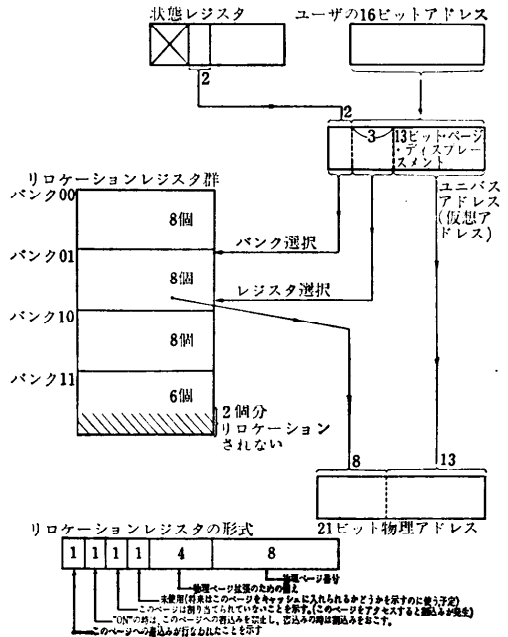 状態レジスタ
ユーザの16ビットアドレス
2
2
3
13ビット・ページ
・ディスプレー
スメント
ユニバス
アドレス
(仮想ア
ドレス)
リロケーションレジスタ群
バンク00
8個
バンク選択
バンク01
8個
レジスタ選択
バンク10
8個
バンク11
6個
2個分
リロケーション
されない
8
13
21ビット物理アドレス
リロケーションレジスタの形式
1 1 1 1 4 8
物理ページ番号
物理ページ拡張のための備え
未使用(将来はこのページをキャッシュに入れられるかどうかを示すのに使う予定)
このページは割り当てられていないことを示す。(このページをアクセスすると割込みが発生)
"ON"の時は、このページへの書込みを禁止し、書込みの時は割込みをおこす。
このページへの書込みが行なわれたことを示す